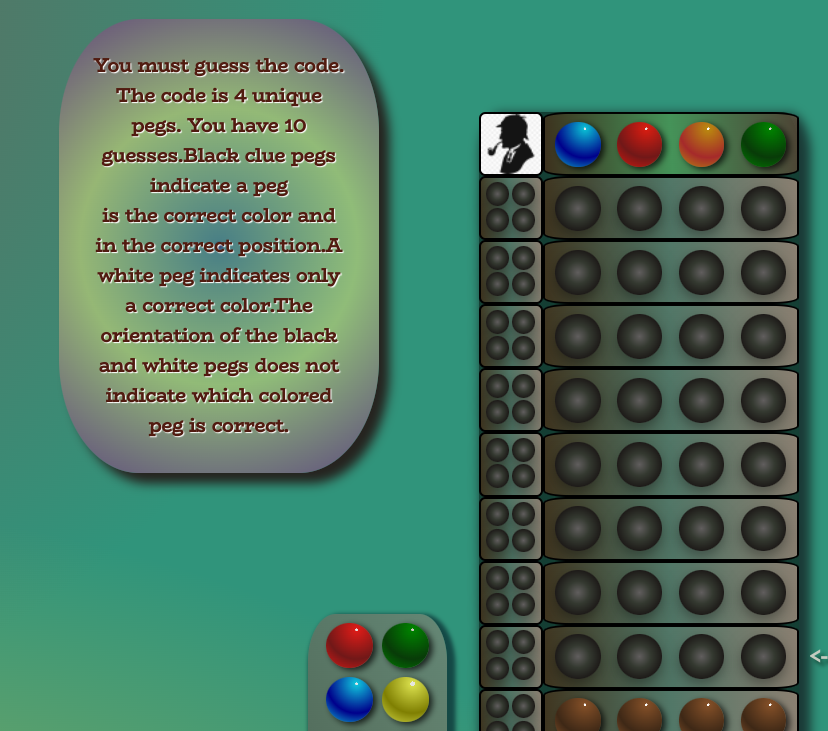 You must guess the code.
The code is 4 unique
pegs. You have 10
guesses.Black clue pegs
indicate a peg
is the correct color and
in the correct position.A
white peg indicates only
a correct color.The
orientation of the black
and white pegs does not
indicate which colored
peg is correct.
<-